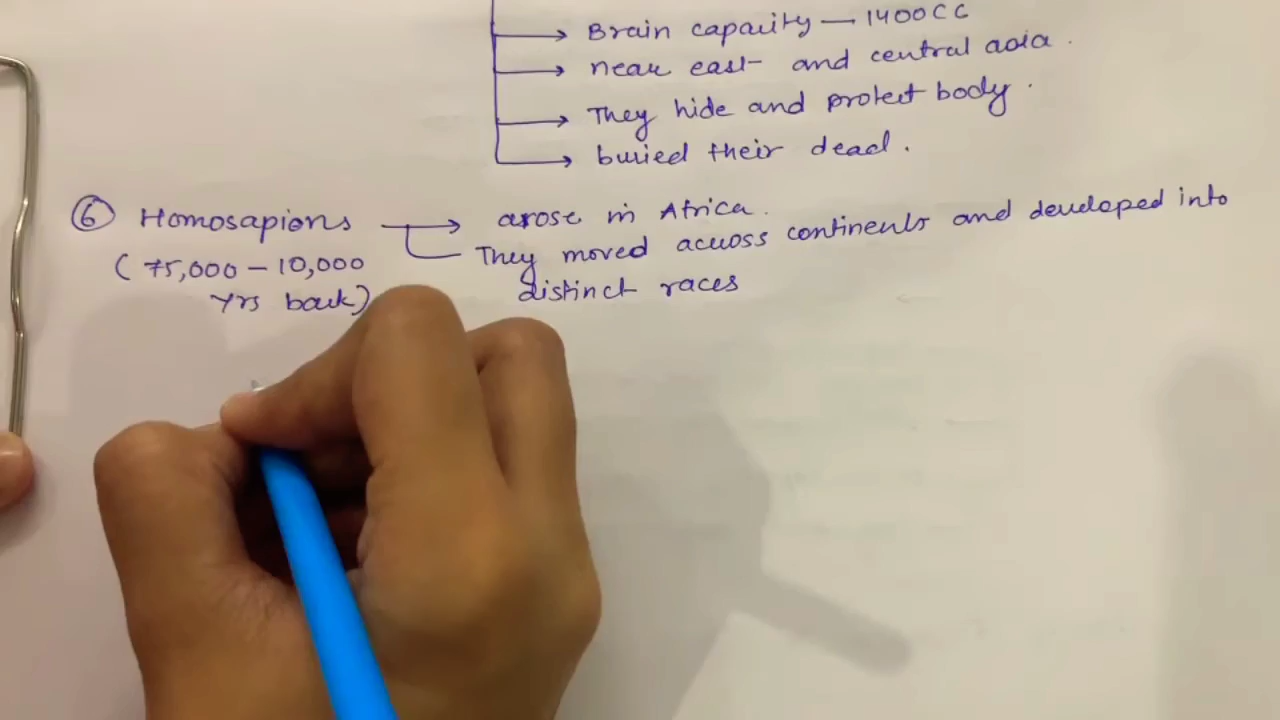 Brain capacity — 1400CC
near east and central asia.
They hide and protect body.
buried their dead.
⑥ Homosapions → arose in Africa.
They moved across continents and developed into
(75,000 – 10,000
distinct races
yrs back)